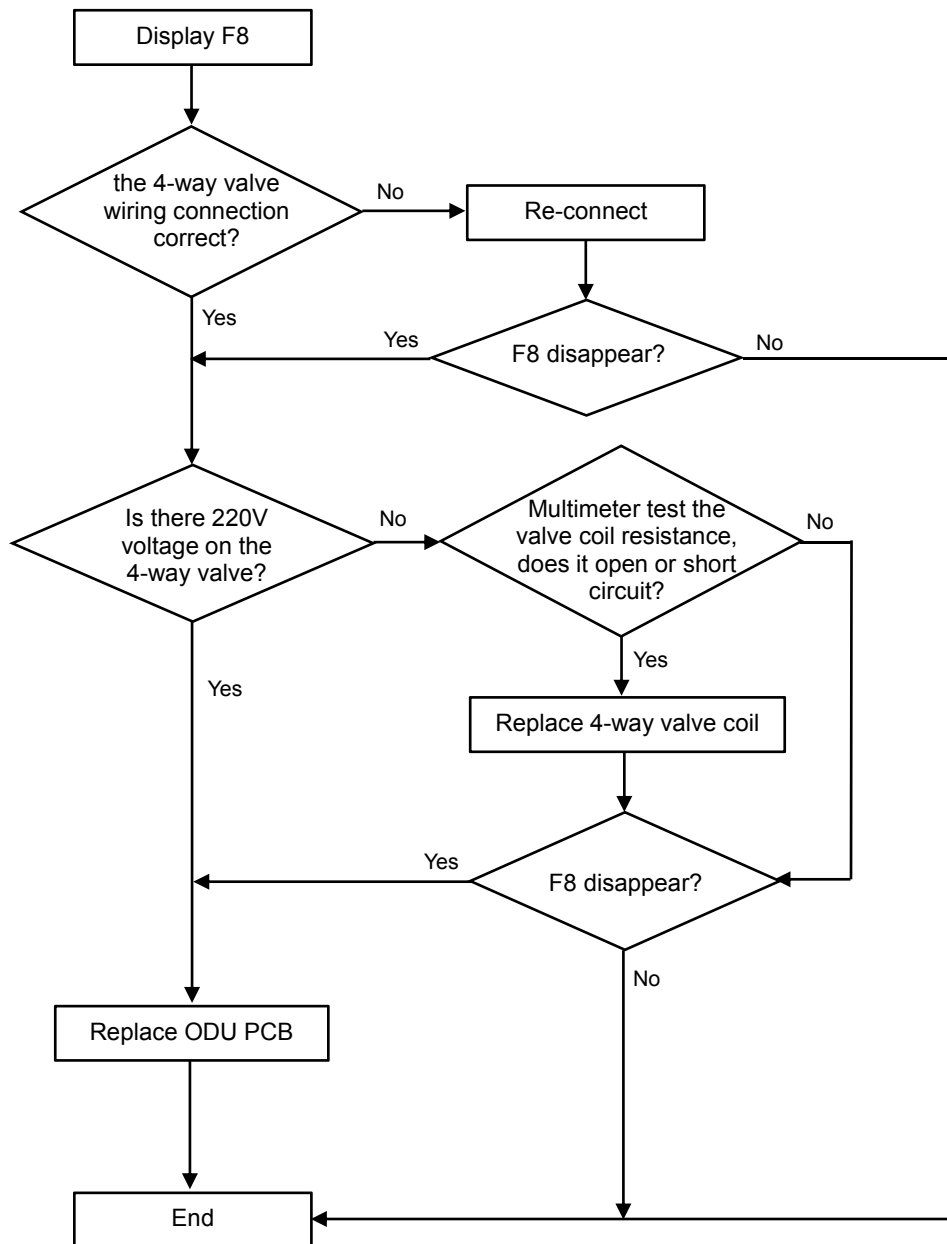 Display F8
the 4-way valve
wiring connection
correct?
No
Re-connect
Yes
Yes
F8 disappear?
No
Is there 220V
voltage on the
4-way valve?
No
Multimeter test the
valve coil resistance,
does it open or short
circuit?
No
Yes
Yes
Replace 4-way valve coil
Yes
F8 disappear?
No
Replace ODU PCB
End